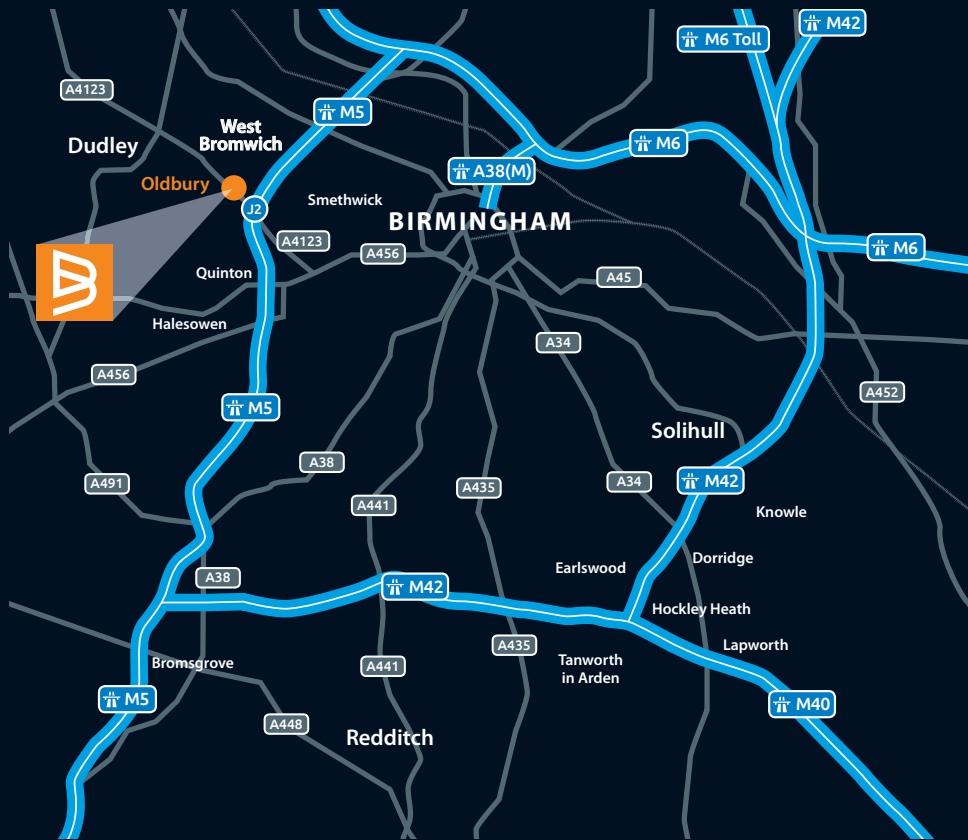 M42
M6 Toll
A4123
M5
West
Bromwich
Dudley
M6
A38(M)
Oldbury
Smethwick
J2
BIRMINGHAM
A4123
M6
A456
Quinton
A45
Halesowen
A34
A456
A452
M5
Solihull
A38
M42
A491
A435
A34
A441
Knowle
Dorridge
Earlswood
A38
M42
Hockley Heath
A435
Lapworth
Tanworth
in Arden
Bromsgrove
A441
M5
M40
A448
Redditch